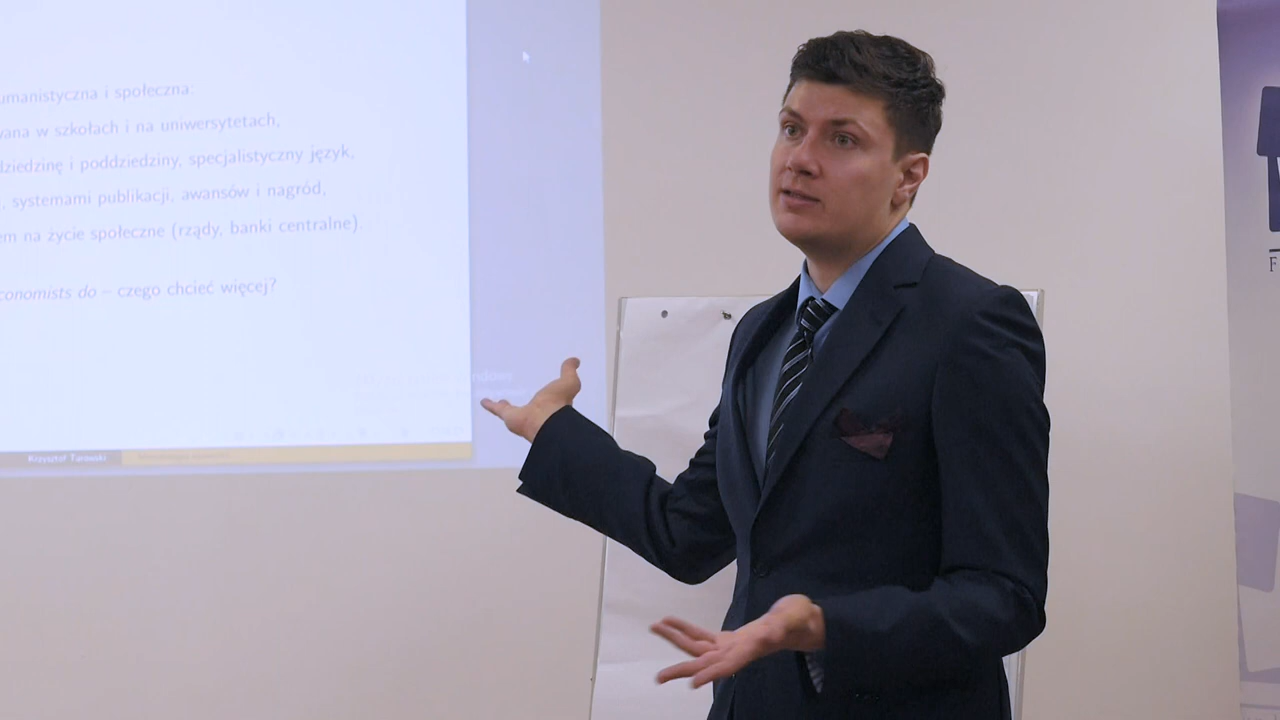 umanistyczna i społeczna:
wana w szkołach i na uniwersytetach,
dziedzinę i poddziedziny, specjalistyczny język,
, systemami publikacji, awansów i nagród,
em na życie społeczne (rządy, banki centralne).
conomists do – czego chcieć więcej?
Krzysztof Turowski
F